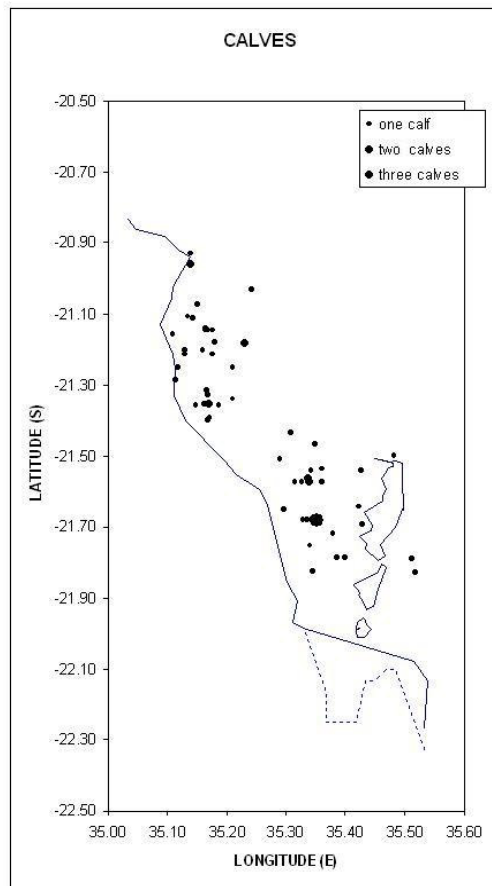 CALVES
one calf
two calves
three calves
LATITUDE (S)
-20.50
-20.70
-20.90
-21.10
-21.30
-21.50
-21.70
-21.90
-22.10
-22.30
-22.50
35.00 35.10 35.20 35.30 35.40 35.50 35.60
LONGITUDE (E)